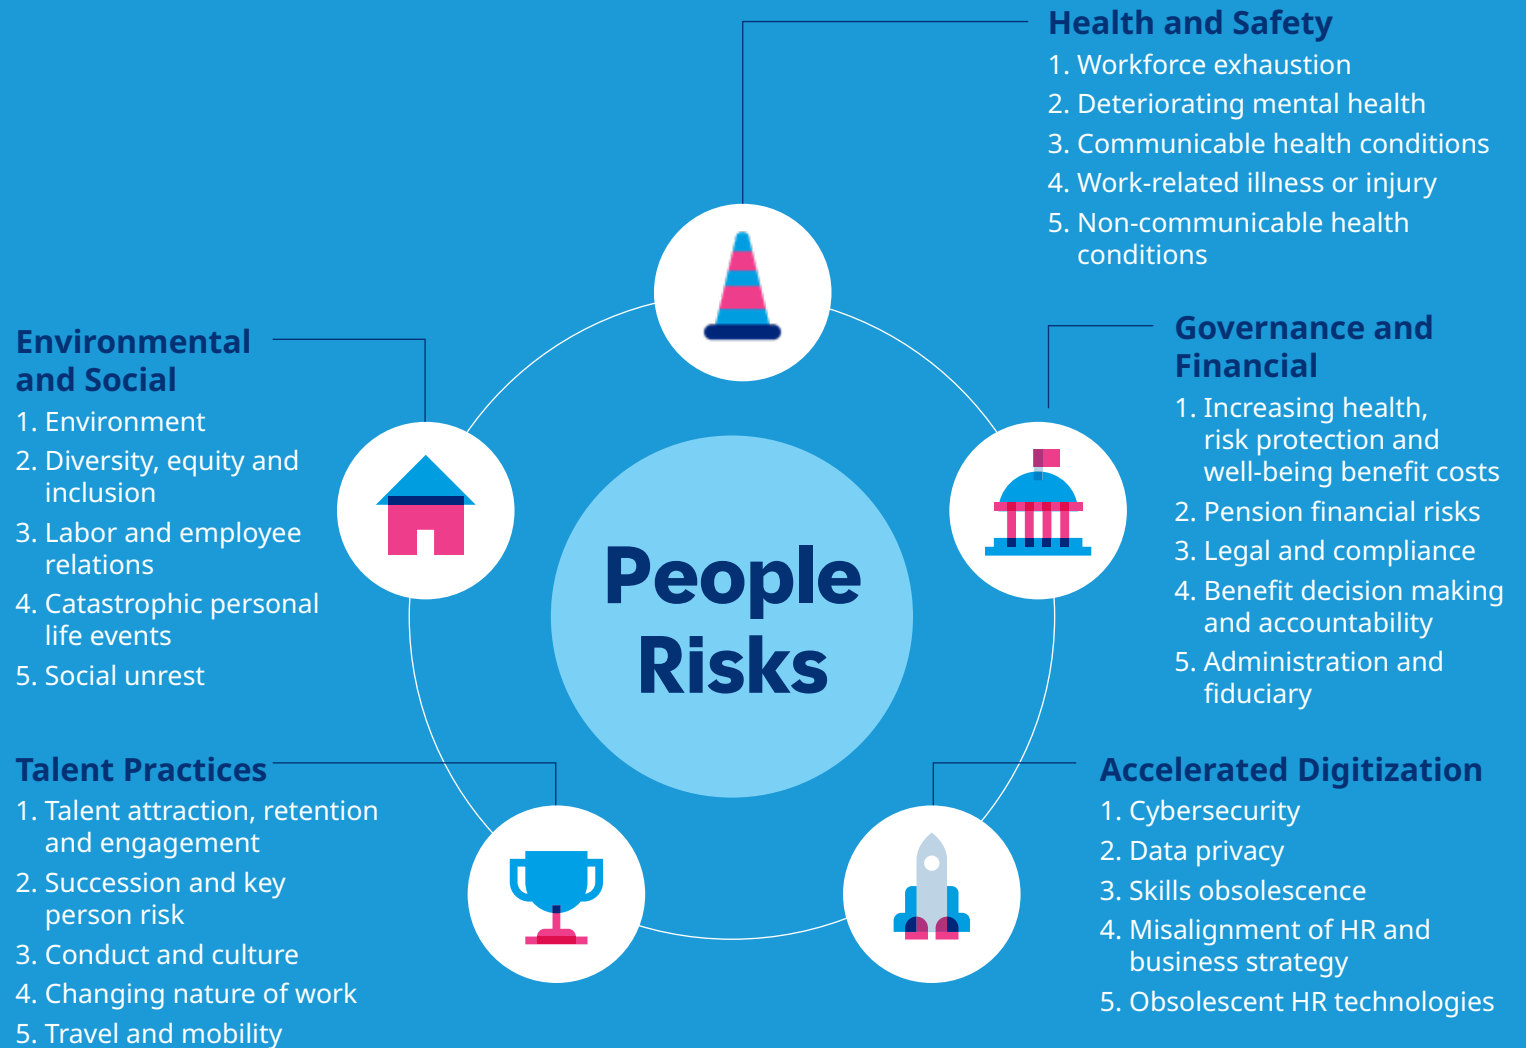 Health and Safety
1. Workforce exhaustion
2. Deteriorating mental health
3. Communicable health conditions
4. Work-related illness or injury
5. Non-communicable health
conditions
Governance and
Financial
1. Increasing health,
risk protection and
well-being benefit costs
2. Pension financial risks
3. Legal and compliance
4. Benefit decision making
and accountability
5. Administration and
fiduciary
Accelerated Digitization
1. Cybersecurity
2. Data privacy
3. Skills obsolescence
4. Misalignment of HR and
business strategy
5. Obsolescent HR technologies
Talent Practices
1. Talent attraction, retention
and engagement
2. Succession and key
person risk
3. Conduct and culture
4. Changing nature of work
5. Travel and mobility
Environmental
and Social
1. Environment
2. Diversity, equity and
inclusion
3. Labor and employee
relations
4. Catastrophic personal
life events
5. Social unrest
People
Risks